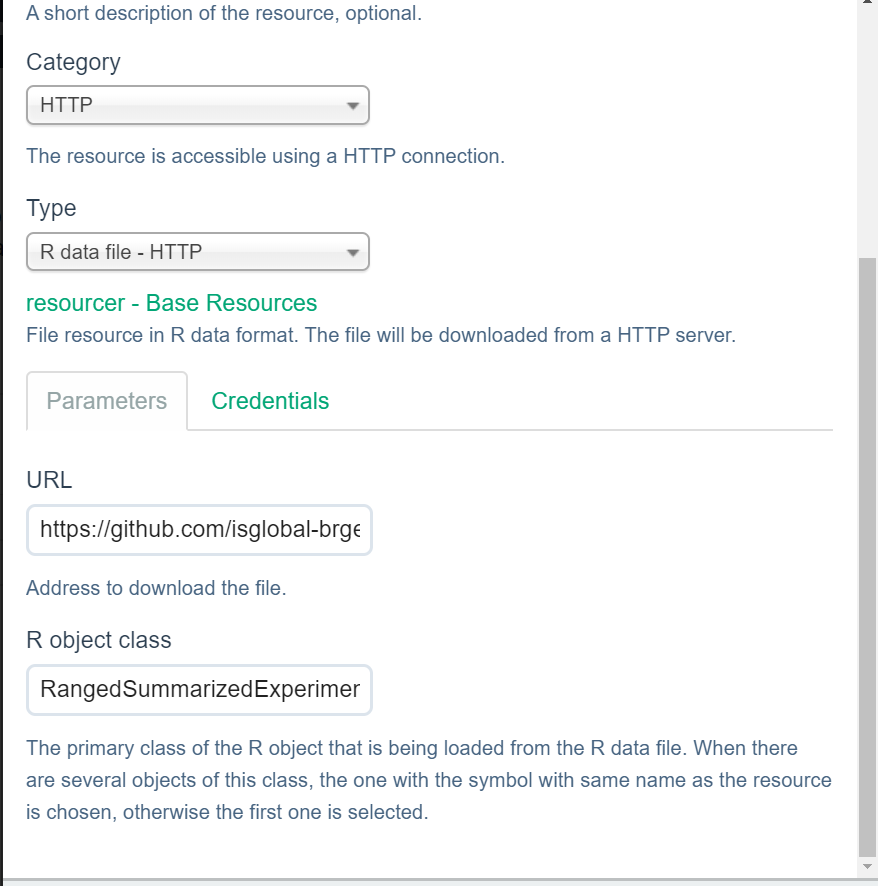 A short description of the resource, optional.
Category
HTTP
The resource is accessible using a HTTP connection.
Type
R data file - HTTP
resourcer - Base Resources
File resource in R data format. The file will be downloaded from a HTTP server.
Parameters
Credentials
URL
https://github.com/isglobal-brge
Address to download the file.
R object class
RangedSummarizedExperimen
The primary class of the R object that is being loaded from the R data file. When there
are several objects of this class, the one with the symbol with same name as the resource
is chosen, otherwise the first one is selected.